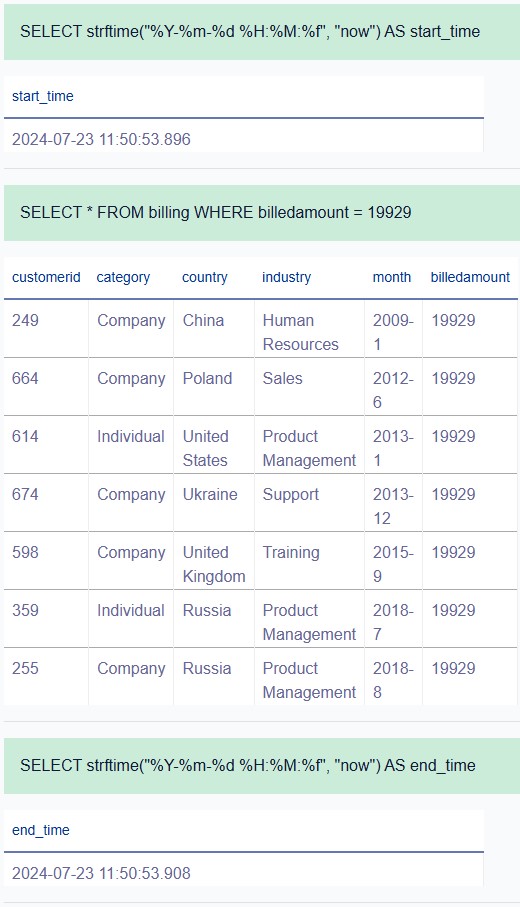 SELECT strftime("%Y-%m-%d %H:%M:%f", "now") AS start_time
start_time
2024-07-23 11:50:53.896
SELECT * FROM billing WHERE billedamount = 19929
customerid category country industry month billedamount
249 Company China Human 2009- 19929
Resources 1
664 Company Poland Sales 2012- 19929
6
614 Individual United Product 2013- 19929
States Management 1
674 Company Ukraine Support 2013- 19929
12
598 Company United Training 2015- 19929
Kingdom 9
359 Individual Russia Product 2018- 19929
Management 7
255 Company Russia Product 2018- 19929
Management 8
SELECT strftime("%Y-%m-%d %H:%M:%f", "now") AS end_time
end_time
2024-07-23 11:50:53.908